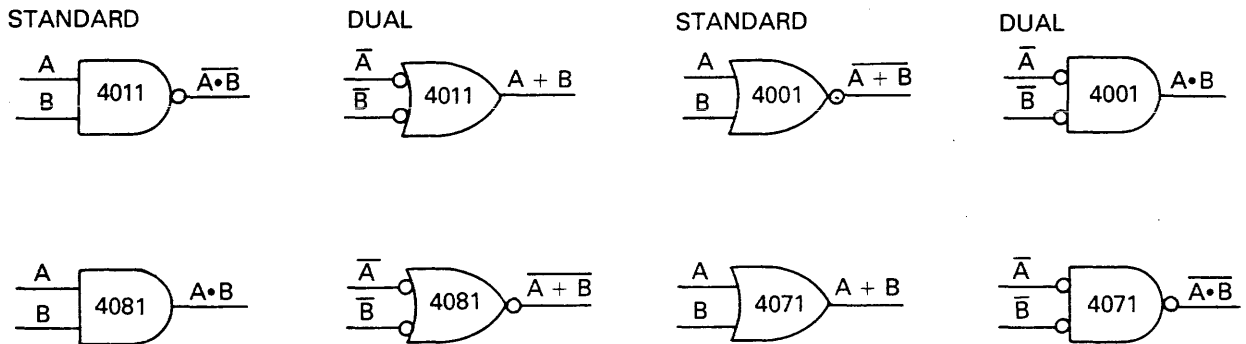 STANDARD DUAL STANDARD DUAL
A B 4011 A̅•̅B̅
A̅ B̅ 4011 A + B
A B 4001 A̅ ̅+̅ ̅B̅
A̅ B̅ 4001 A•B
A B 4081 A•B
A̅ B̅ 4081 A̅ ̅+̅ ̅B̅
A B 4071 A + B
A̅ B̅ 4071 A̅•̅B̅